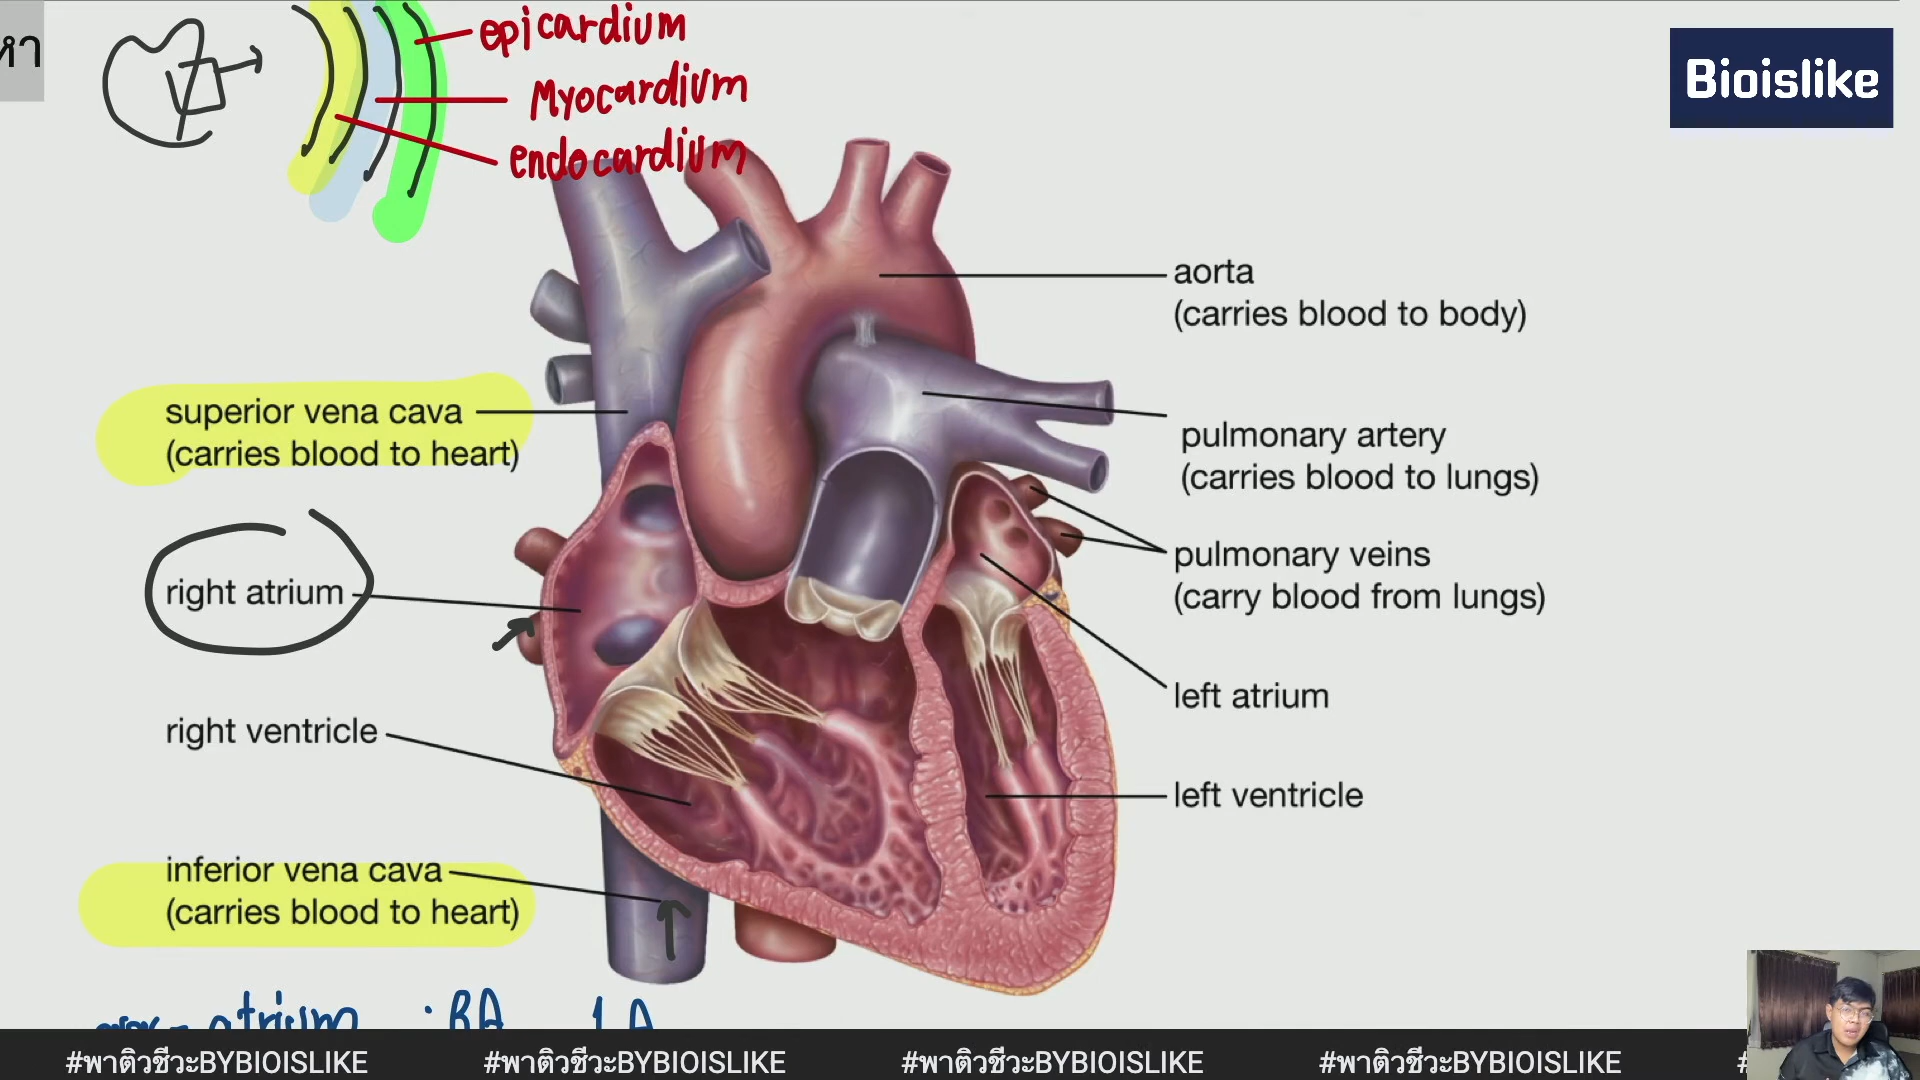 หา
epicardium
Myocardium
endocardium
Bioislike
aorta
(carries blood to body)
superior vena cava
(carries blood to heart)
pulmonary artery
(carries blood to lungs)
pulmonary veins
(carry blood from lungs)
right atrium
left atrium
right ventricle
left ventricle
inferior vena cava
(carries blood to heart)
atrium : RA LA
#พาติวชีวะBYBIOISLIKE #พาติวชีวะBYBIOISLIKE #พาติวชีวะBYBIOISLIKE #พาติวชีวะBYBIOISLIKE #